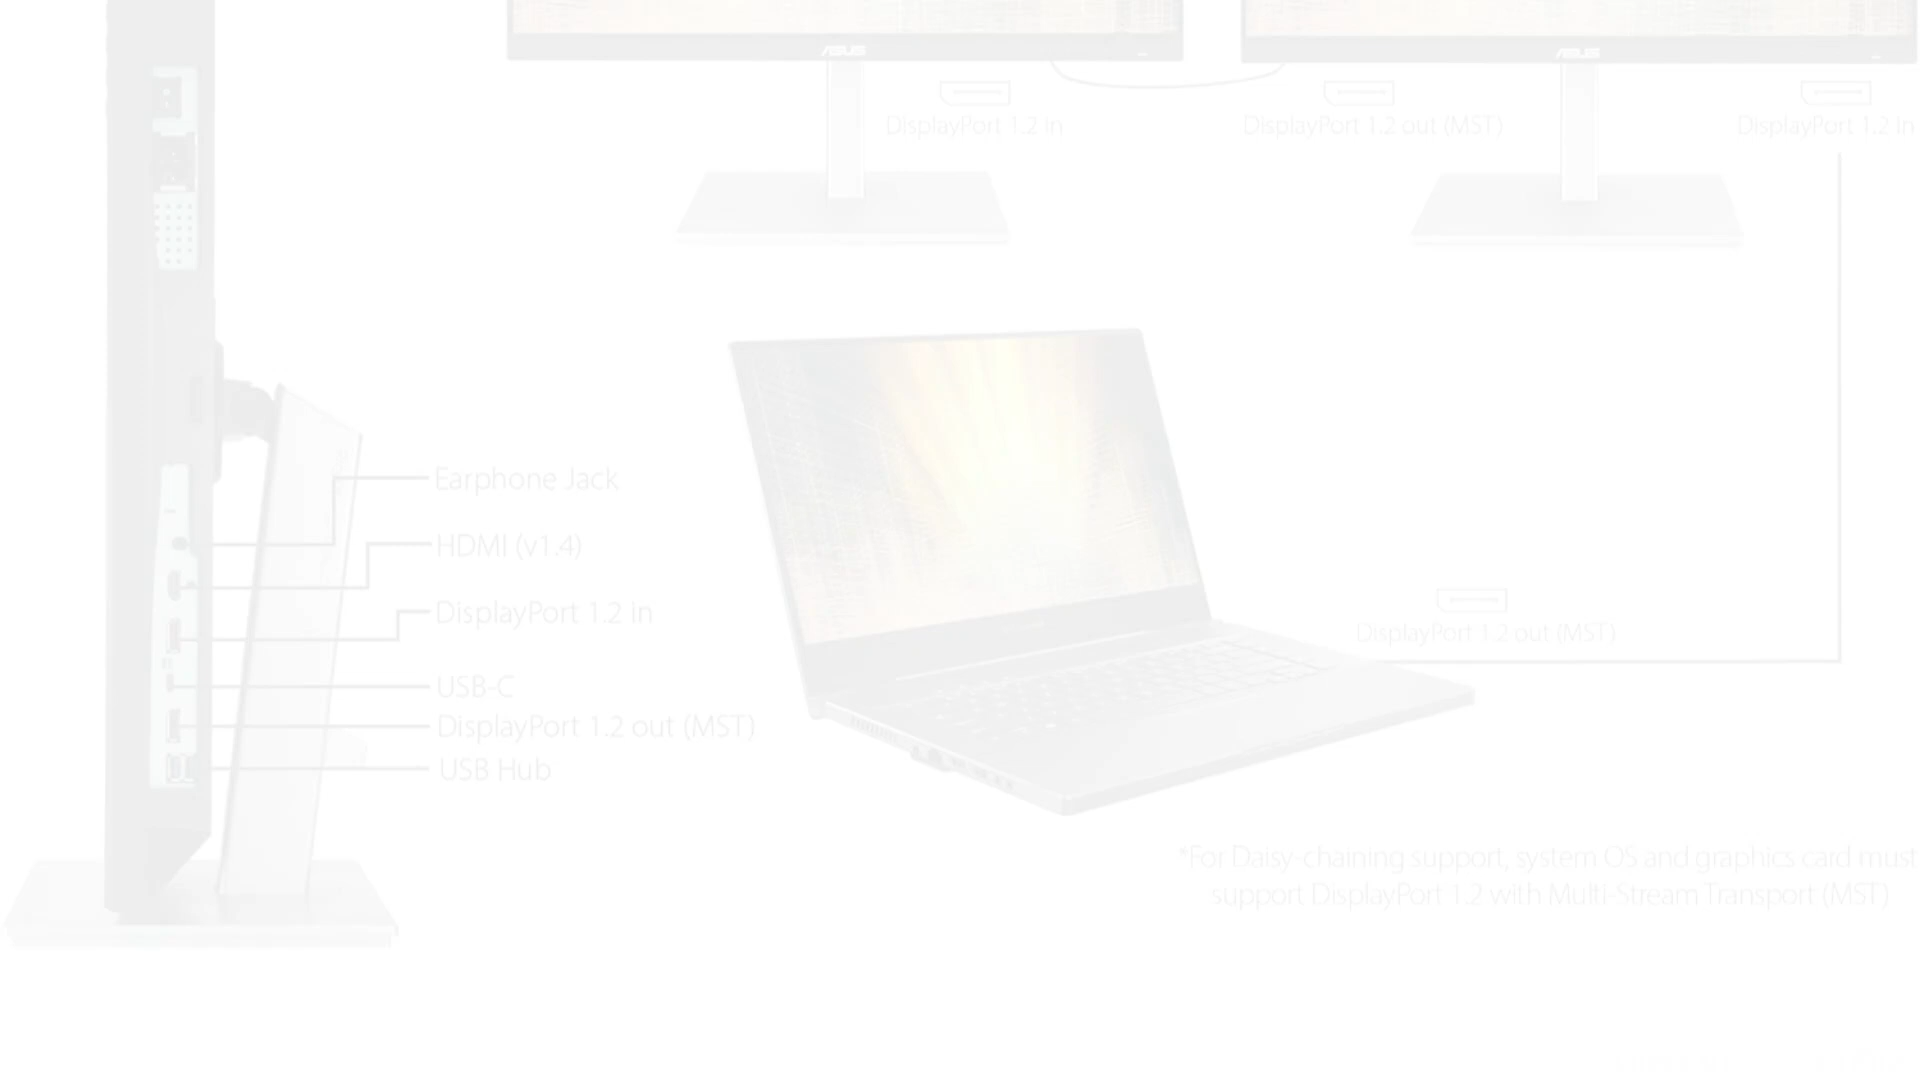 ASUS
ASUS
DisplayPort 1.2 in
DisplayPort 1.2 out (MST)
DisplayPort 1.2 in
Earphone Jack
HDMI (v1.4)
DisplayPort 1.2 in
USB-C
DisplayPort 1.2 out (MST)
USB Hub
DisplayPort 1.2 out (MST)
*For Daisy-chaining support, system OS and graphics card must
support DisplayPort 1.2 with Multi-Stream Transport (MST)